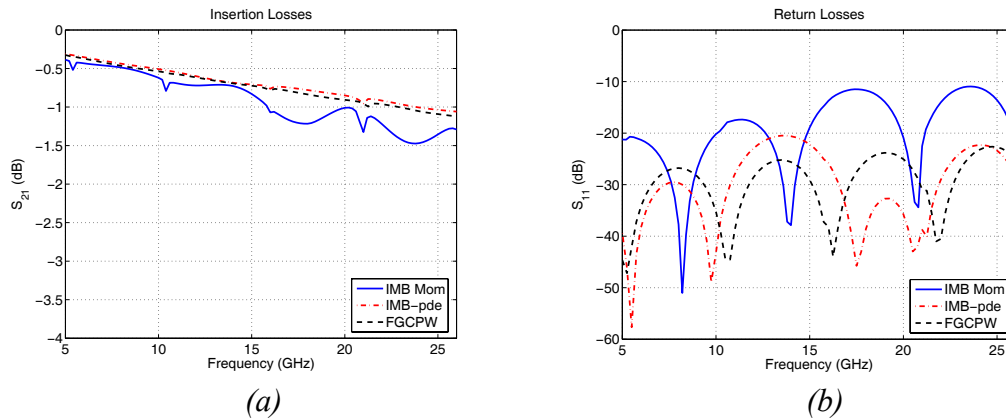 Insertion Losses
0
−0.5
−1
−1.5
−2
−2.5
−3
−3.5
−4
S21 (dB)
5
10
15
20
25
Frequency (GHz)
IMB Mom
IMB−pde
FGCPW
(a)
Return Losses
0
−10
−20
−30
−40
−50
−60
S11 (dB)
5
10
15
20
25
Frequency (GHz)
IMB Mom
IMB−pde
FGCPW
(b)